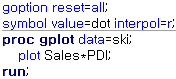 goption reset=all;
symbol value=dot interpol=r;
proc gplot data=ski;
plot Sales*PDI;
run;